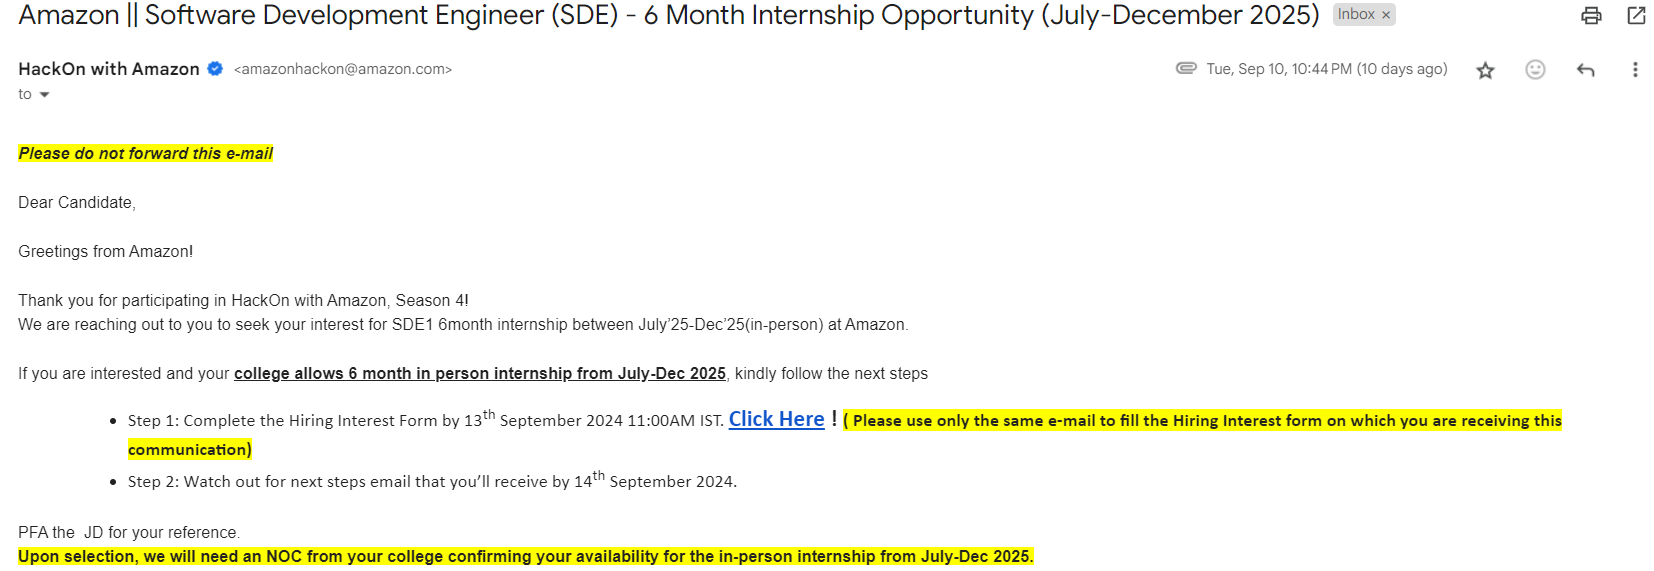 Amazon || Software Development Engineer (SDE) - 6 Month Internship Opportunity (July-December 2025) Inbox ×
HackOn with Amazon <amazonhackon@amazon.com> Tue, Sep 10, 10:44 PM (10 days ago)
to
Please do not forward this e-mail
Dear Candidate,
Greetings from Amazon!
Thank you for participating in HackOn with Amazon, Season 4!
We are reaching out to you to seek your interest for SDE1 6month internship between July’25-Dec’25(in-person) at Amazon.
If you are interested and your college allows 6 month in person internship from July-Dec 2025, kindly follow the next steps
• Step 1: Complete the Hiring Interest Form by 13th September 2024 11:00AM IST. Click Here ! ( Please use only the same e-mail to fill the Hiring Interest form on which you are receiving this
communication)
• Step 2: Watch out for next steps email that you’ll receive by 14th September 2024.
PFA the  JD for your reference.
Upon selection, we will need an NOC from your college confirming your availability for the in-person internship from July-Dec 2025.